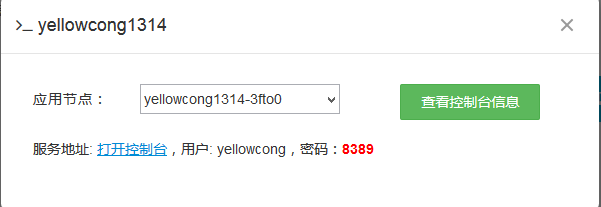 >_ yellowcong1314 ×
应用节点： yellowcong1314-3fto0 查看控制台信息
服务地址: 打开控制台，用户: yellowcong，密码：8389